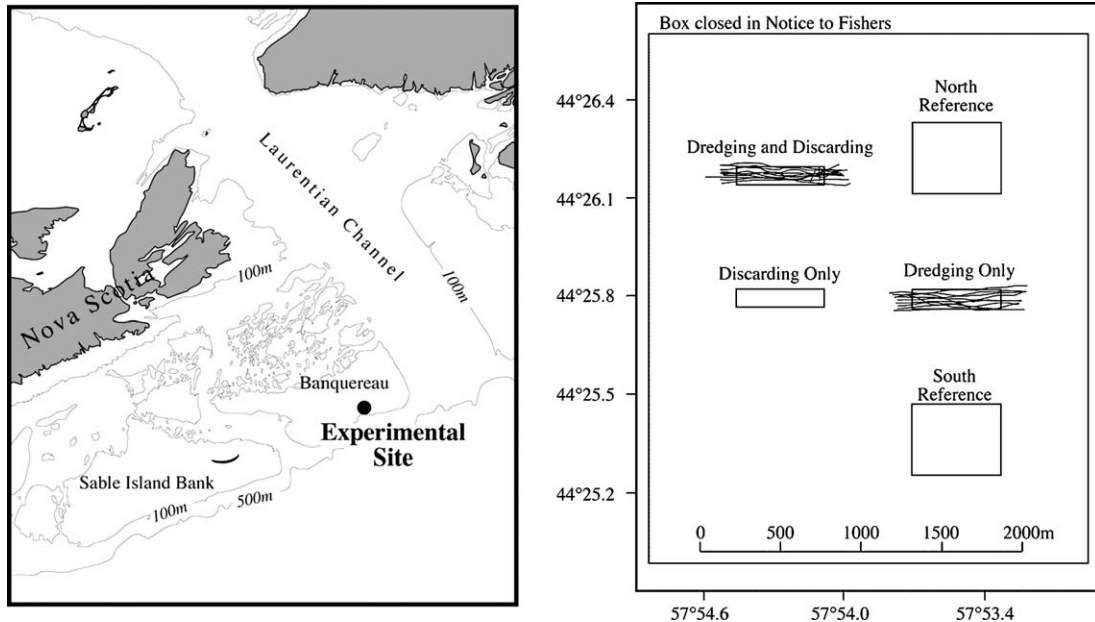 Laurentian Channel
Nova Scotia
100m
100m
Banquereau
Experimental
Site
Sable Island Bank
100m
500m
Box closed in Notice to Fishers
44°26.4
44°26.1
44°25.8
44°25.5
44°25.2
North
Reference
Dredging and Discarding
Discarding Only
Dredging Only
South
Reference
0 500 1000 1500 2000m
57°54.6 57°54.0 57°53.4